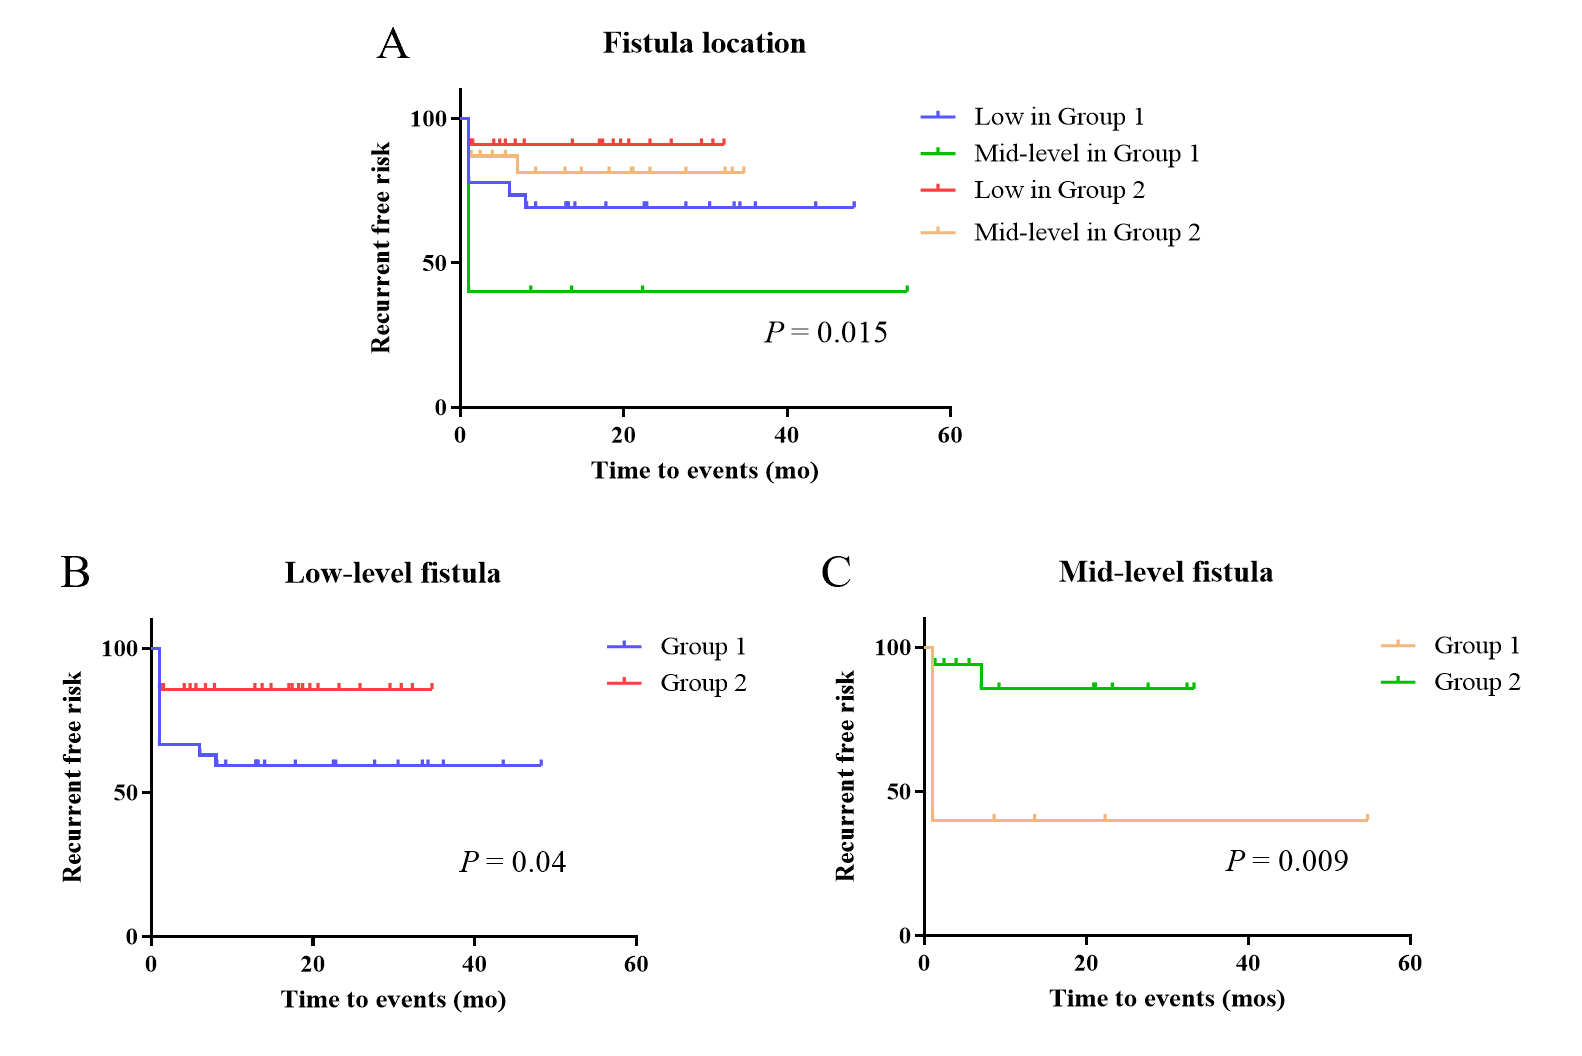 A
Fistula location
Recurrent free risk
100
50
0
0 20 40 60
Time to events (mo)
Low in Group 1
Mid-level in Group 1
Low in Group 2
Mid-level in Group 2
P = 0.015
B
Low-level fistula
Recurrent free risk
100
50
0
0 20 40 60
Time to events (mo)
Group 1
Group 2
P = 0.04
C
Mid-level fistula
Recurrent free risk
100
50
0
0 20 40 60
Time to events (mos)
Group 1
Group 2
P = 0.009